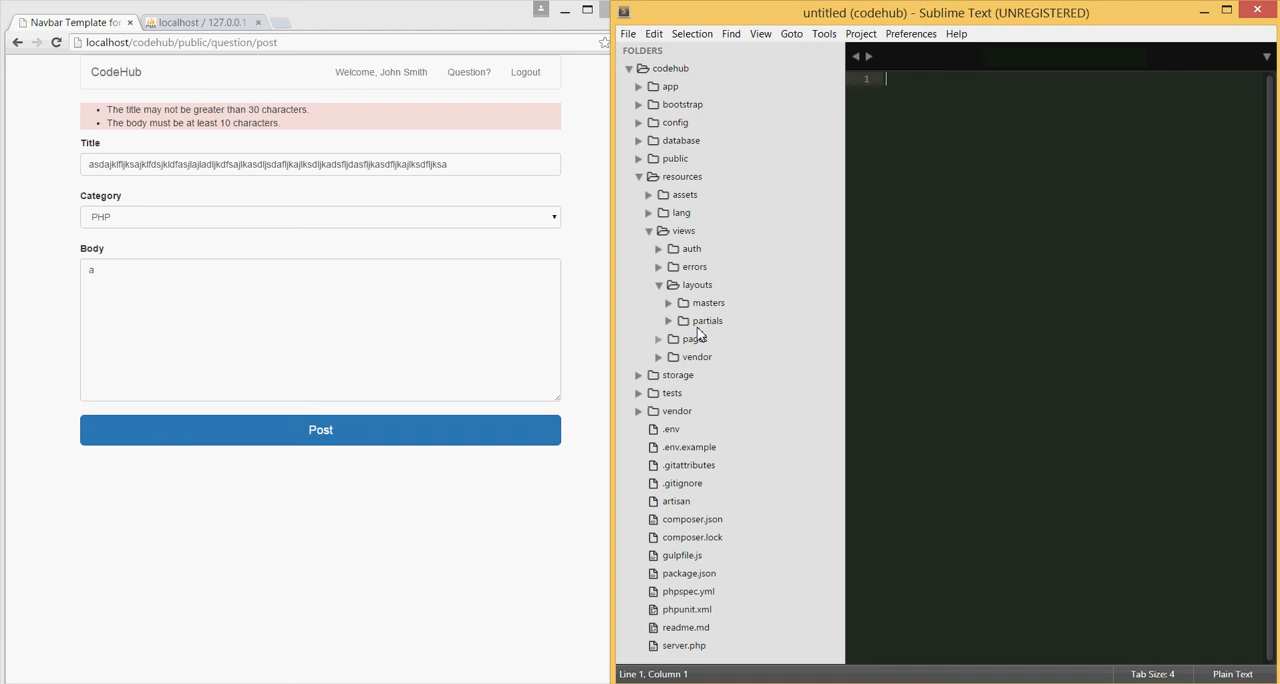 Navbar Template for
localhost / 127.0.0.1
localhost/codehub/public/question/post
CodeHub
Welcome, John Smith
Question?
Logout
The title may not be greater than 30 characters.
The body must be at least 10 characters.
Title
Category
PHP
Body
a
Post
untitled (codehub) - Sublime Text (UNREGISTERED)
File Edit Selection Find View Goto Tools Project Preferences Help
FOLDERS
codehub
app
bootstrap
config
database
public
resources
assets
lang
views
auth
errors
layouts
masters
partials
pages
vendor
storage
tests
vendor
.env
.env.example
.gitattributes
.gitignore
artisan
composer.json
composer.lock
gulpfile.js
package.json
phpspec.yml
phpunit.xml
readme.md
server.php
1
Line 1, Column 1
Tab Size: 4
Plain Text